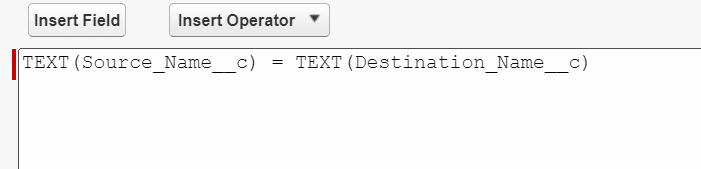 Insert Field Insert Operator
TEXT(Source_Name__c) = TEXT(Destination_Name__c)